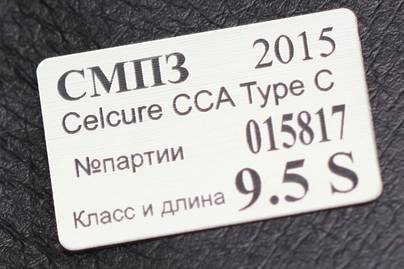 СМПЗ 2015
Celcure CCA Type C
№партии 015817
Класс и длина 9.5 S